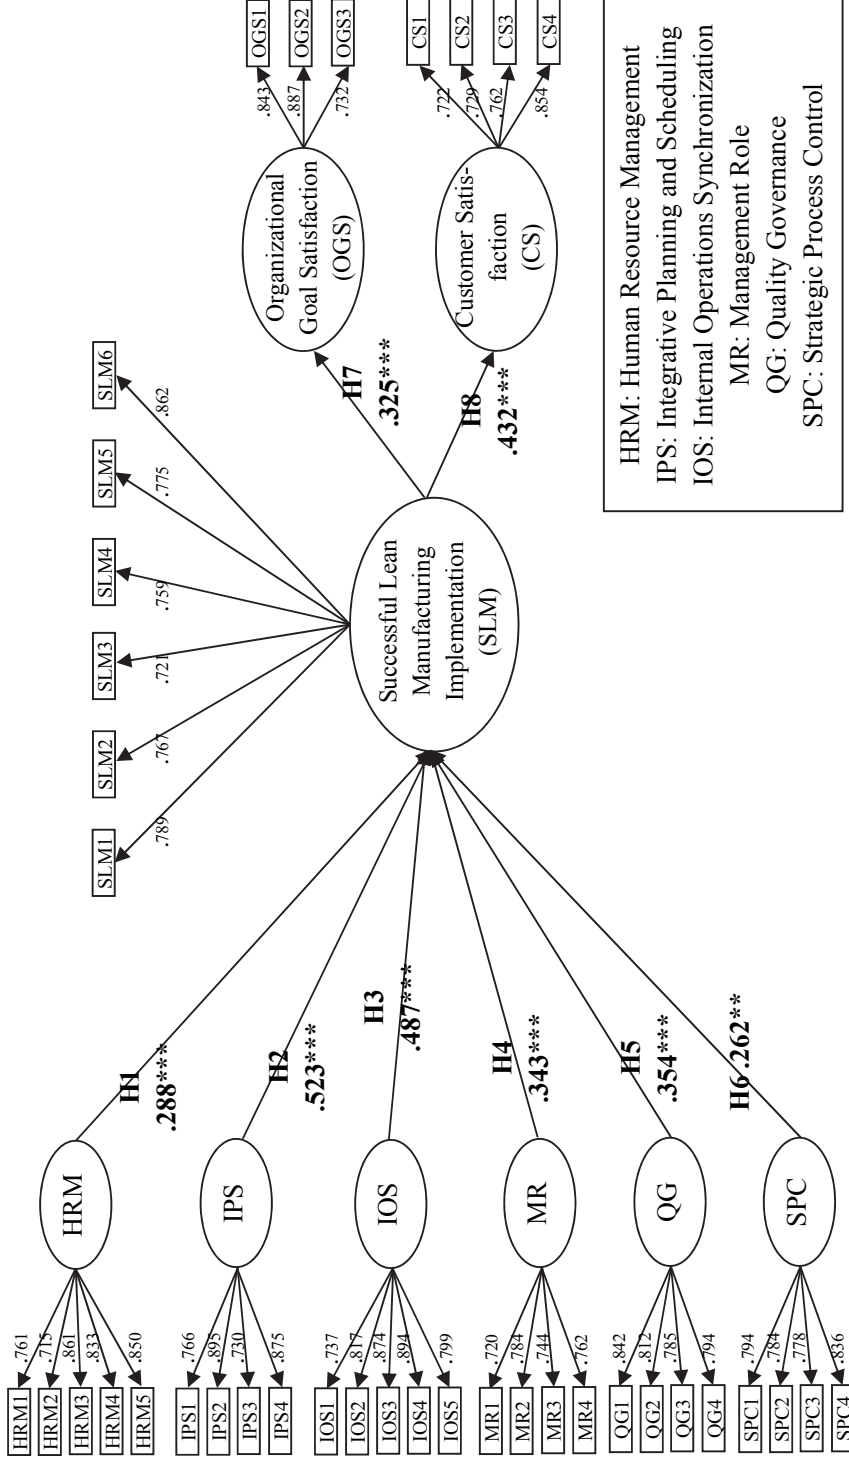 HRM1
HRM2
HRM3
HRM4
HRM5
.761
.715
.861
.833
.850
HRM
H1
.288***
IPS1
IPS2
IPS3
IPS4
.766
.895
.730
.875
IPS
H2
.523***
IOS1
IOS2
IOS3
IOS4
IOS5
.737
.817
.874
.894
.799
IOS
H3
.487***
MR1
MR2
MR3
MR4
.720
.784
.744
.762
MR
H4
.343***
QG1
QG2
QG3
QG4
.842
.812
.785
.794
QG
H5
.354***
SPC1
SPC2
SPC3
SPC4
.794
.784
.778
.836
SPC
H6 .262**
SLM1
SLM2
SLM3
SLM4
SLM5
SLM6
.789
.767
.721
.759
.775
.862
Successful Lean
Manufacturing
Implementation
(SLM)
H7
.325***
H8
.432***
Organizational
Goal Satisfaction
(OGS)
.843
.887
.732
OGS1
OGS2
OGS3
Customer Satis-
faction
(CS)
.722
.729
.762
.854
CS1
CS2
CS3
CS4
HRM: Human Resource Management
IPS: Integrative Planning and Scheduling
IOS: Internal Operations Synchronization
MR: Management Role
QG: Quality Governance
SPC: Strategic Process Control